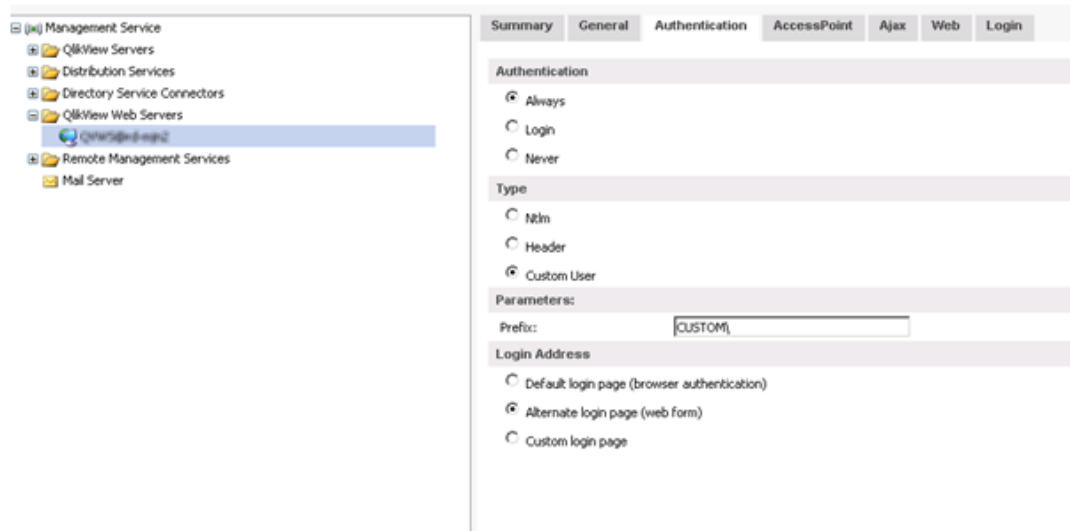 Management Service
QlikView Servers
Distribution Services
Directory Service Connectors
QlikView Web Servers
Remote Management Services
Mail Server
Summary General Authentication AccessPoint Ajax Web Login
Authentication
Always
Login
Never
Type
Ntlm
Header
Custom User
Parameters:
Prefix: CUSTOM\
Login Address
Default login page (browser authentication)
Alternate login page (web form)
Custom login page